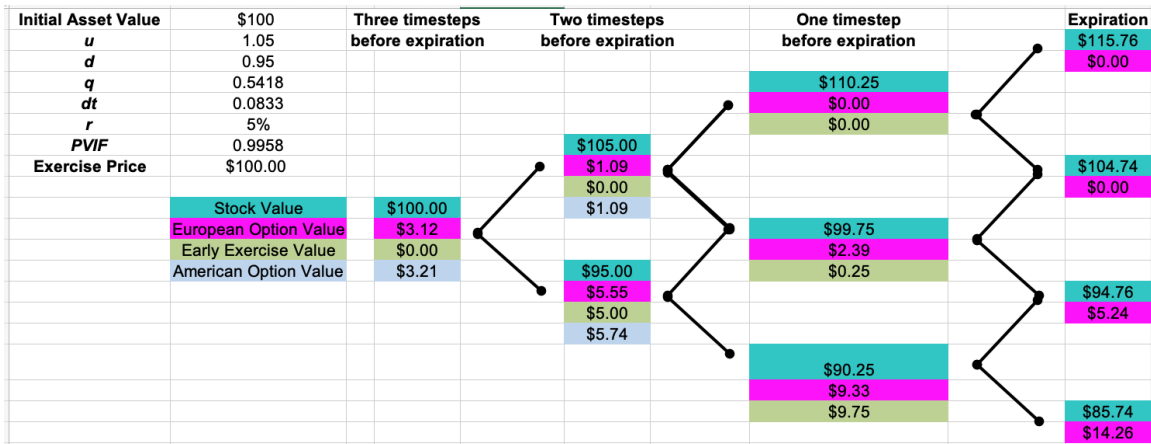 Initial Asset Value $100 Three timesteps Two timesteps One timestep Expiration
u 1.05 before expiration before expiration before expiration $115.76
d 0.95 $0.00
q 0.5418 $110.25
dt 0.0833 $0.00
r 5% $0.00
PVIF 0.9958 $105.00
Exercise Price $100.00 $1.09 $104.74
$0.00 $0.00
Stock Value $100.00 $1.09
European Option Value $3.12 $99.75
Early Exercise Value $0.00 $2.39
American Option Value $3.21 $95.00 $0.25
$5.55 $94.76
$5.00 $5.24
$5.74
$90.25
$9.33
$9.75 $85.74
$14.26